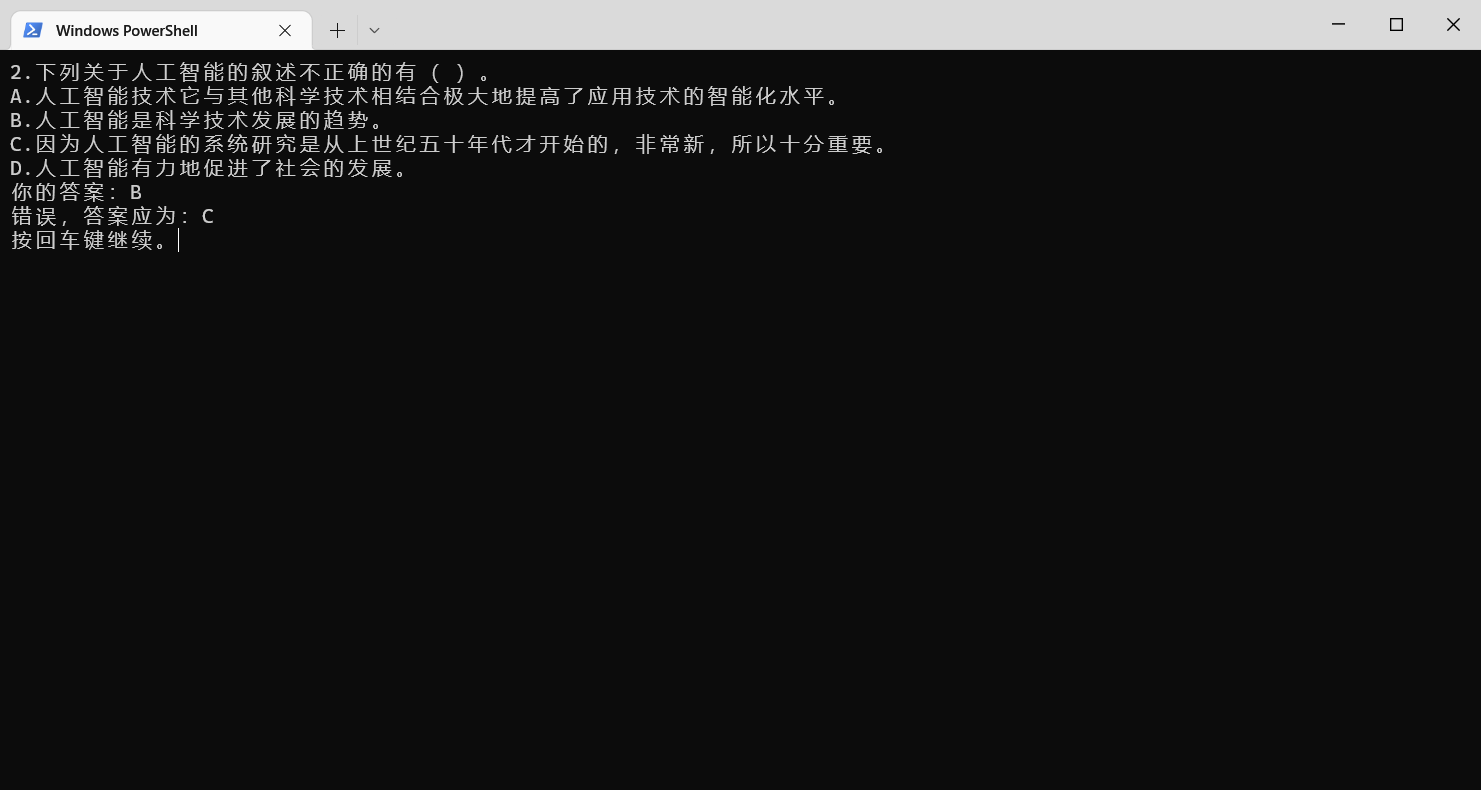 Windows PowerShell
2.下列关于人工智能的叙述不正确的有（ ）。
A.人工智能技术它与其他科学技术相结合极大地提高了应用技术的智能化水平。
B.人工智能是科学技术发展的趋势。
C.因为人工智能的系统研究是从上世纪五十年代才开始的，非常新，所以十分重要。
D.人工智能有力地促进了社会的发展。
你的答案：B
错误，答案应为：C
按回车键继续。